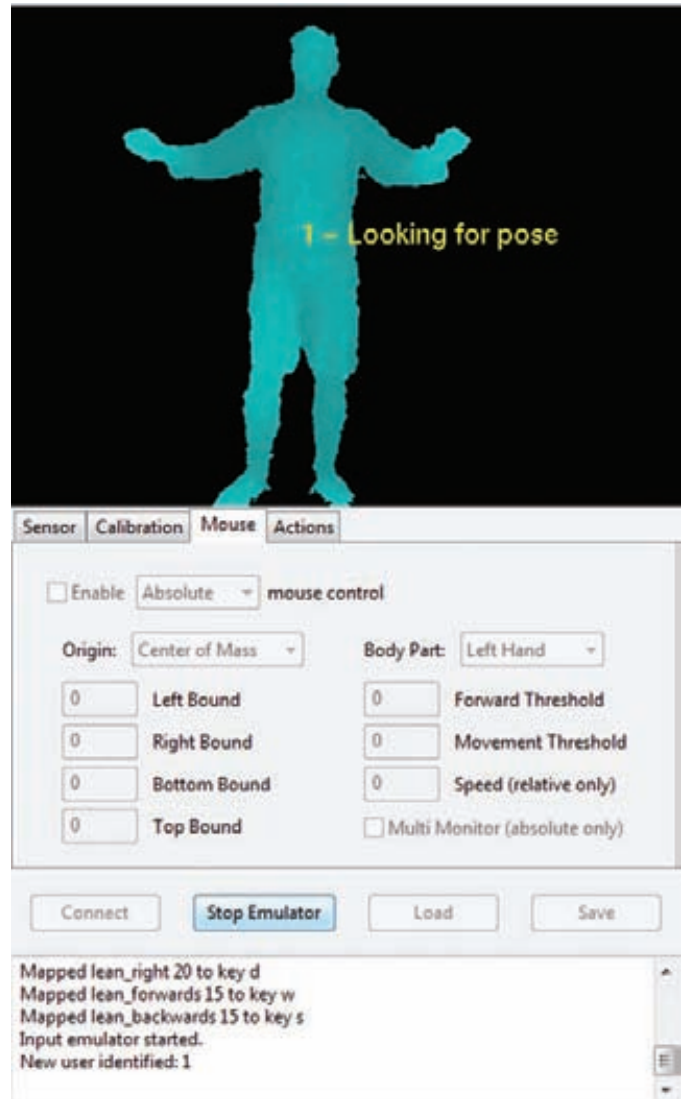 1 – Looking for pose
Sensor Calibration Mouse Actions
Enable Absolute mouse control
Origin: Center of Mass Body Part: Left Hand
0 Left Bound 0 Forward Threshold
0 Right Bound 0 Movement Threshold
0 Bottom Bound 0 Speed (relative only)
0 Top Bound Multi Monitor (absolute only)
Connect Stop Emulator Load Save
Mapped lean_right 20 to key d
Mapped lean_forwards 15 to key w
Mapped lean_backwards 15 to key s
Input emulator started.
New user identified: 1